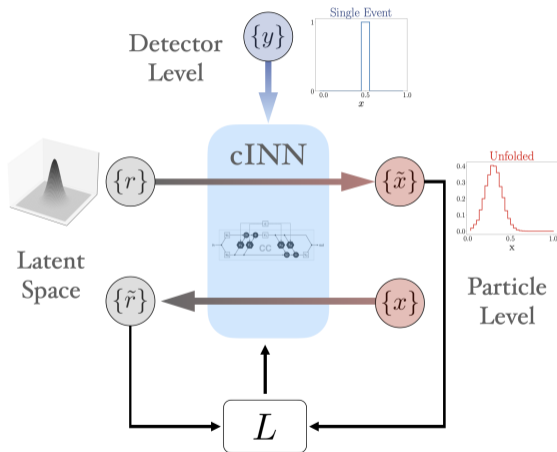 Detector
Level
{y}
Single Event
1
0
0.0
0.5
1.0
x
cINN
{r}
{x̃}
Unfolded
0.4
0.3
0.2
0.1
0.0
0.0
0.5
1.0
x
CC
Latent
Space
{r̃}
{x}
Particle
Level
L